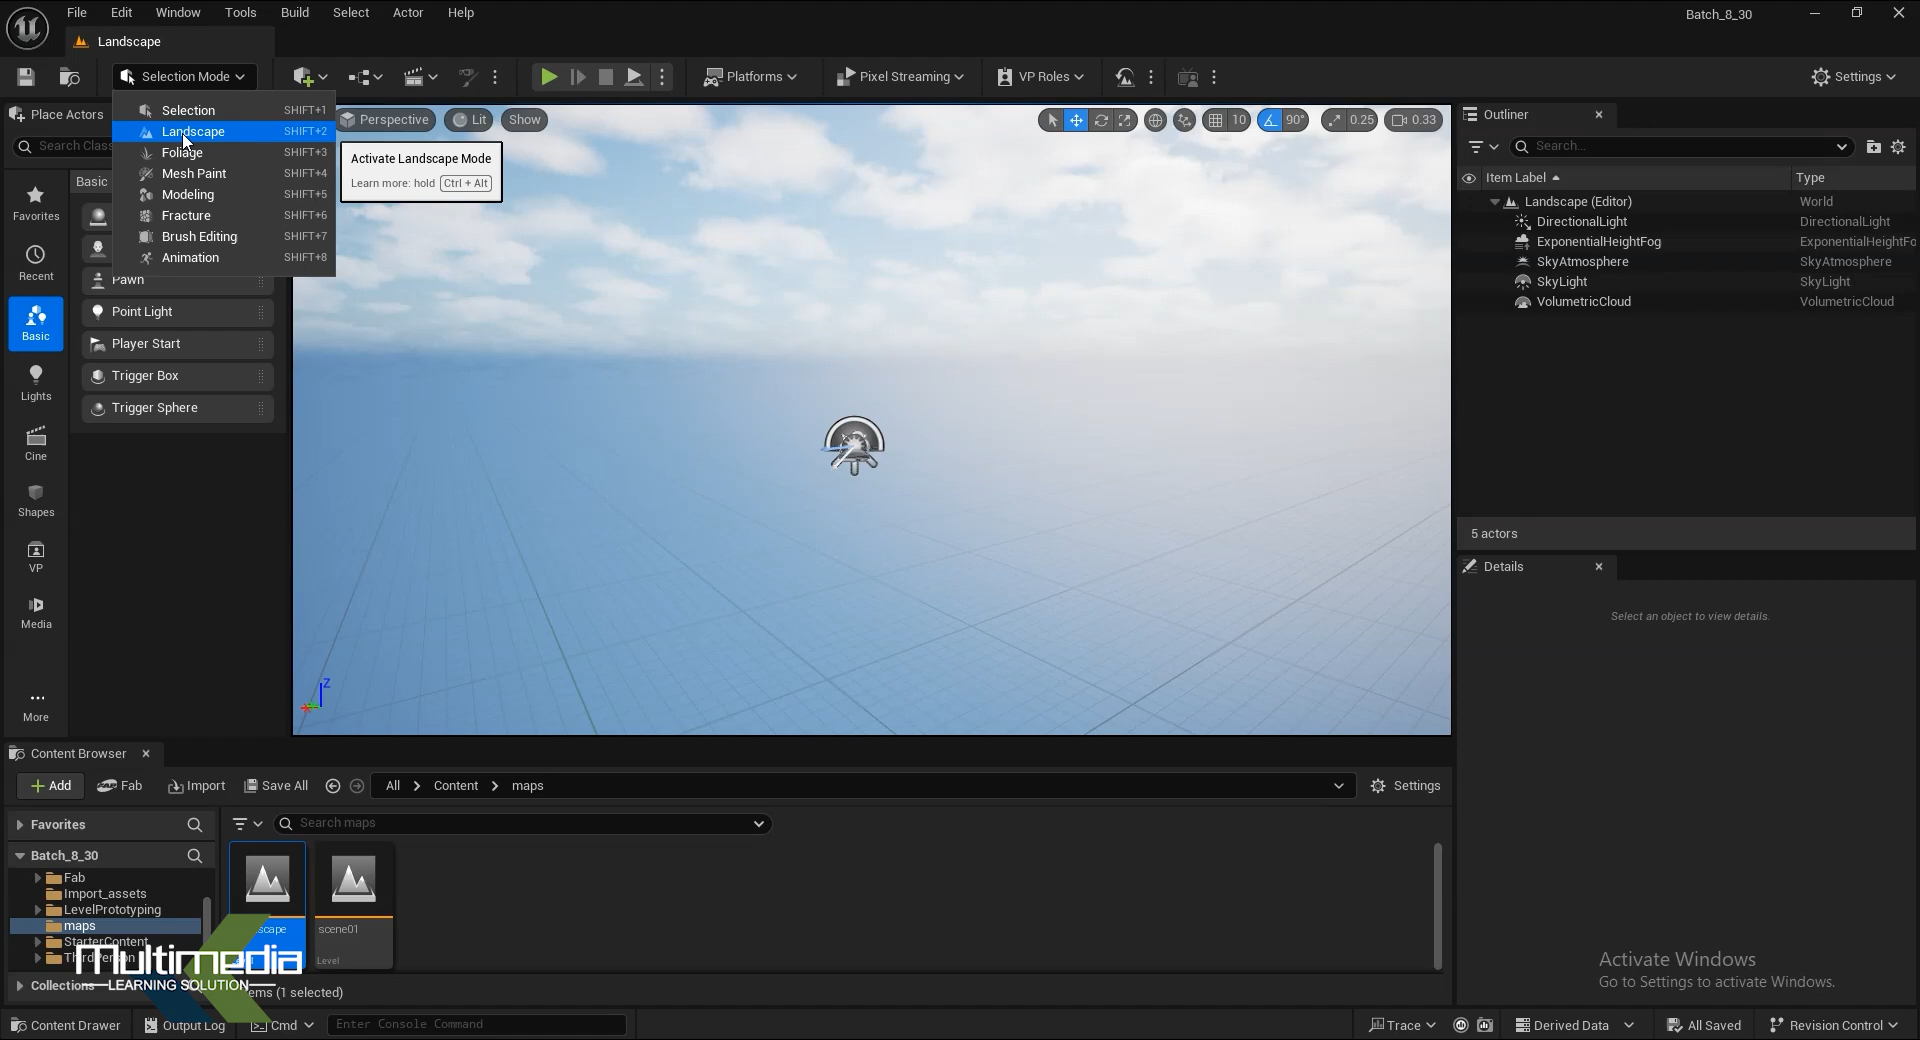 File Edit Window Tools Build Select Actor Help
Batch_8_30
Landscape
Selection Mode
Platforms
Pixel Streaming
VP Roles
Settings
Place Actors
Search Clas
Basic
Selection SHIFT+1
Landscape SHIFT+2
Foliage SHIFT+3
Mesh Paint SHIFT+4
Modeling SHIFT+5
Fracture SHIFT+6
Brush Editing SHIFT+7
Animation SHIFT+8
Activate Landscape Mode
Learn more: hold Ctrl + Alt
Perspective Lit Show
10 90° 0.25 0.33
Favorites
Recent
Basic
Lights
Cine
Shapes
VP
Media
More
Pawn
Point Light
Player Start
Trigger Box
Trigger Sphere
Z
Outliner
Search...
Item Label Type
Landscape (Editor) World
DirectionalLight DirectionalLight
ExponentialHeightFog ExponentialHeightFo
SkyAtmosphere SkyAtmosphere
SkyLight SkyLight
VolumetricCloud VolumetricCloud
5 actors
Details
Select an object to view details.
Content Browser
Add Fab Import Save All All Content maps Settings
Favorites
Search maps
Batch_8_30
Fab
Import_assets
LevelPrototyping
maps
StarterContent
Collections
scape
scene01
Level
ems (1 selected)
Multimedia
LEARNING SOLUTION
Activate Windows
Go to Settings to activate Windows.
Content Drawer Output Log Cmd Enter Console Command Trace Derived Data All Saved Revision Control